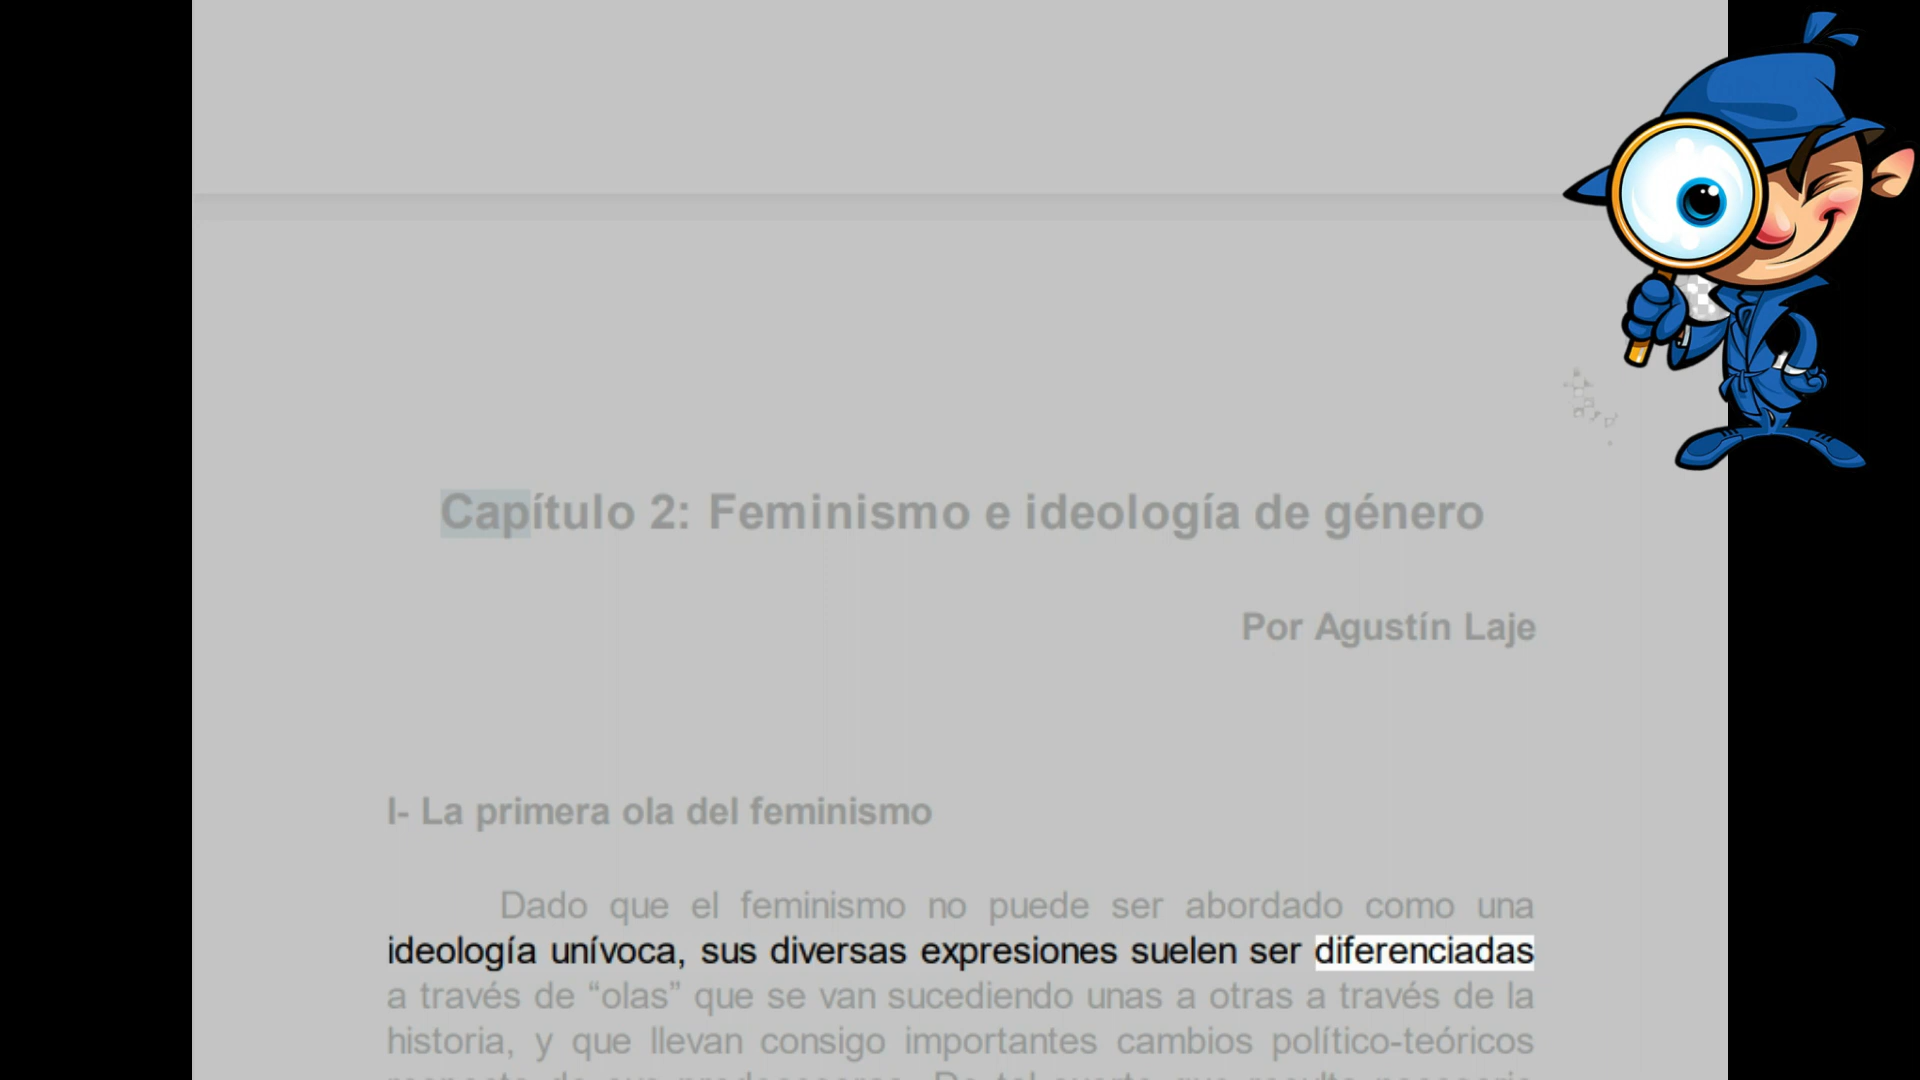 Capítulo 2: Feminismo e ideología de género
Por Agustín Laje
I- La primera ola del feminismo
Dado que el feminismo no puede ser abordado como una
ideología unívoca, sus diversas expresiones suelen ser diferenciadas
a través de “olas” que se van sucediendo unas a otras a través de la
historia, y que llevan consigo importantes cambios político-teóricos